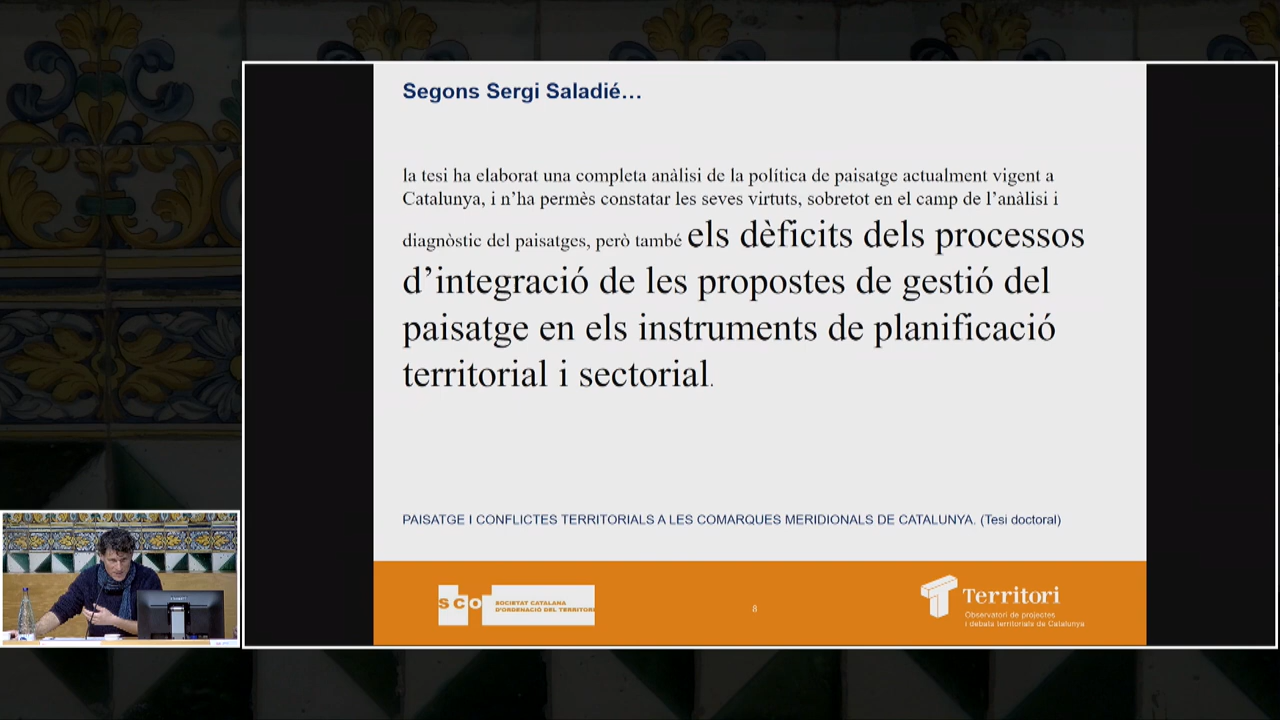 Segons Sergi Saladié…
la tesi ha elaborat una completa anàlisi de la política de paisatge actualment vigent a
Catalunya, i n’ha permès constatar les seves virtuts, sobretot en el camp de l’anàlisi i
diagnòstic del paisatges, però també els dèficits dels processos
d’integració de les propostes de gestió del
paisatge en els instruments de planificació
territorial i sectorial.
PAISATGE I CONFLICTES TERRITORIALS A LES COMARQUES MERIDIONALS DE CATALUNYA. (Tesi doctoral)
SCOT
SOCIETAT CATALANA
D'ORDENACIÓ DEL TERRITORI
8
Territori
Observatori de projectes
i debats territorials de Catalunya